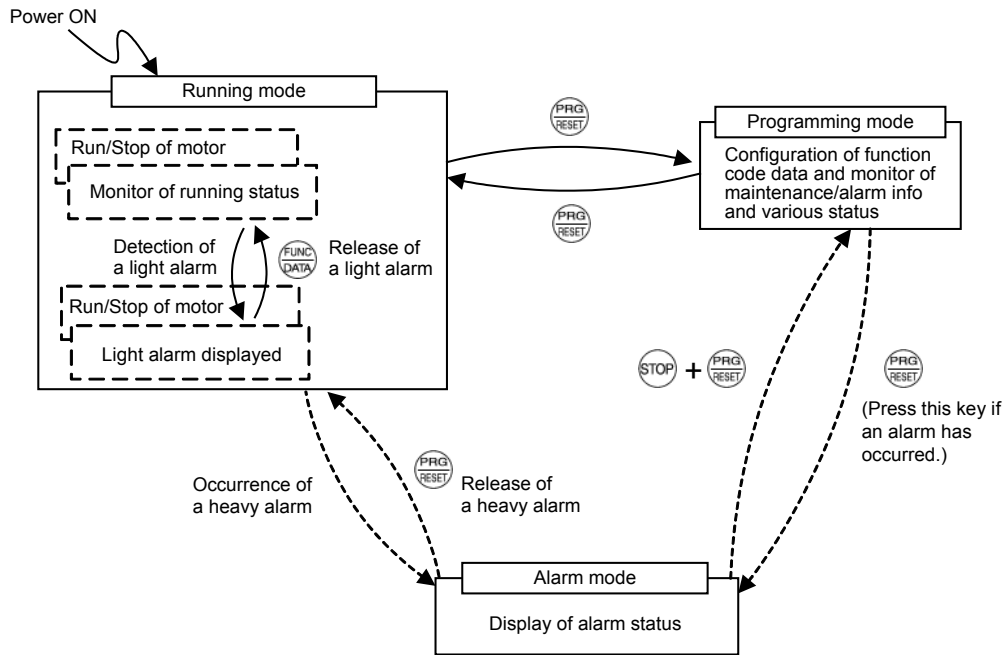 Power ON
Running mode
Run/Stop of motor
Monitor of running status
Detection of
a light alarm
FUNC
DATA
Release of
a light alarm
Run/Stop of motor
Light alarm displayed
PRG
RESET
PRG
RESET
Programming mode
Configuration of function
code data and monitor of
maintenance/alarm info
and various status
STOP + PRG
RESET
PRG
RESET
(Press this key if
an alarm has
occurred.)
Occurrence of
a heavy alarm
PRG
RESET
Release of
a heavy alarm
Alarm mode
Display of alarm status